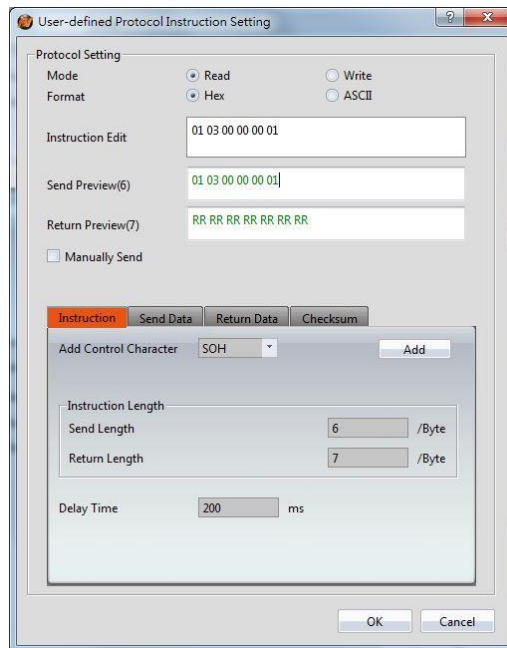 User-defined Protocol Instruction Setting
Protocol Setting
Mode Read Write
Format Hex ASCII
Instruction Edit 01 03 00 00 00 01
Send Preview(6) 01 03 00 00 00 01
Return Preview(7) RR RR RR RR RR RR RR
Manually Send
Instruction Send Data Return Data Checksum
Add Control Character SOH Add
Instruction Length
Send Length 6 /Byte
Return Length 7 /Byte
Delay Time 200 ms
OK Cancel